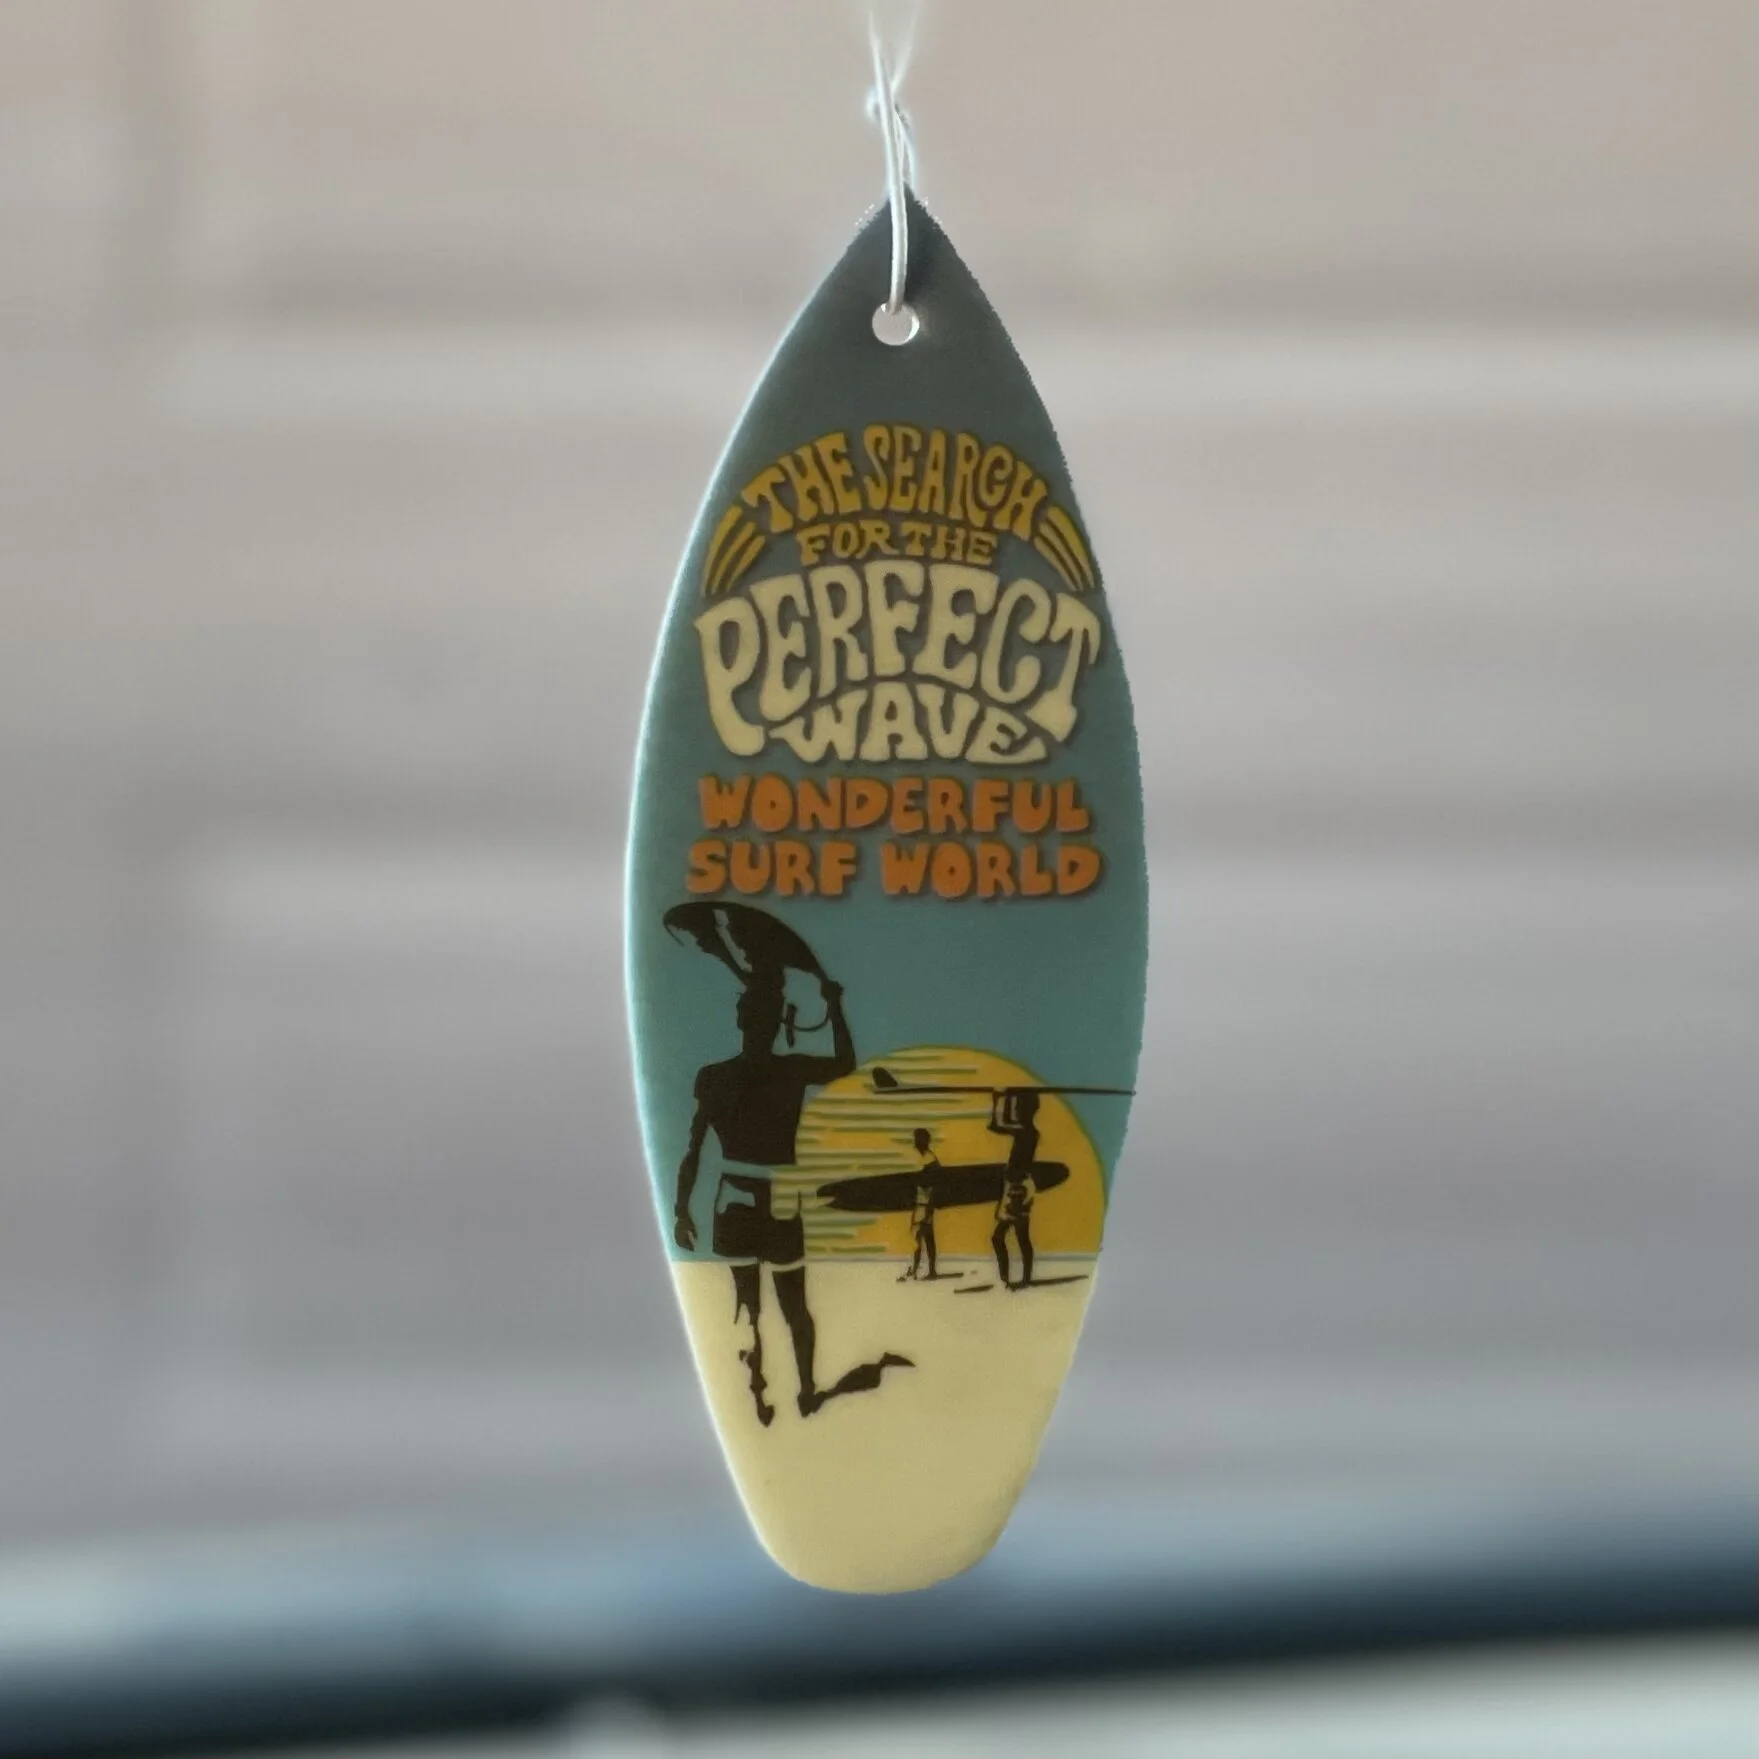 THE SEARCH
FOR THE
PERFECT
WAVE
WONDERFUL
SURF WORLD